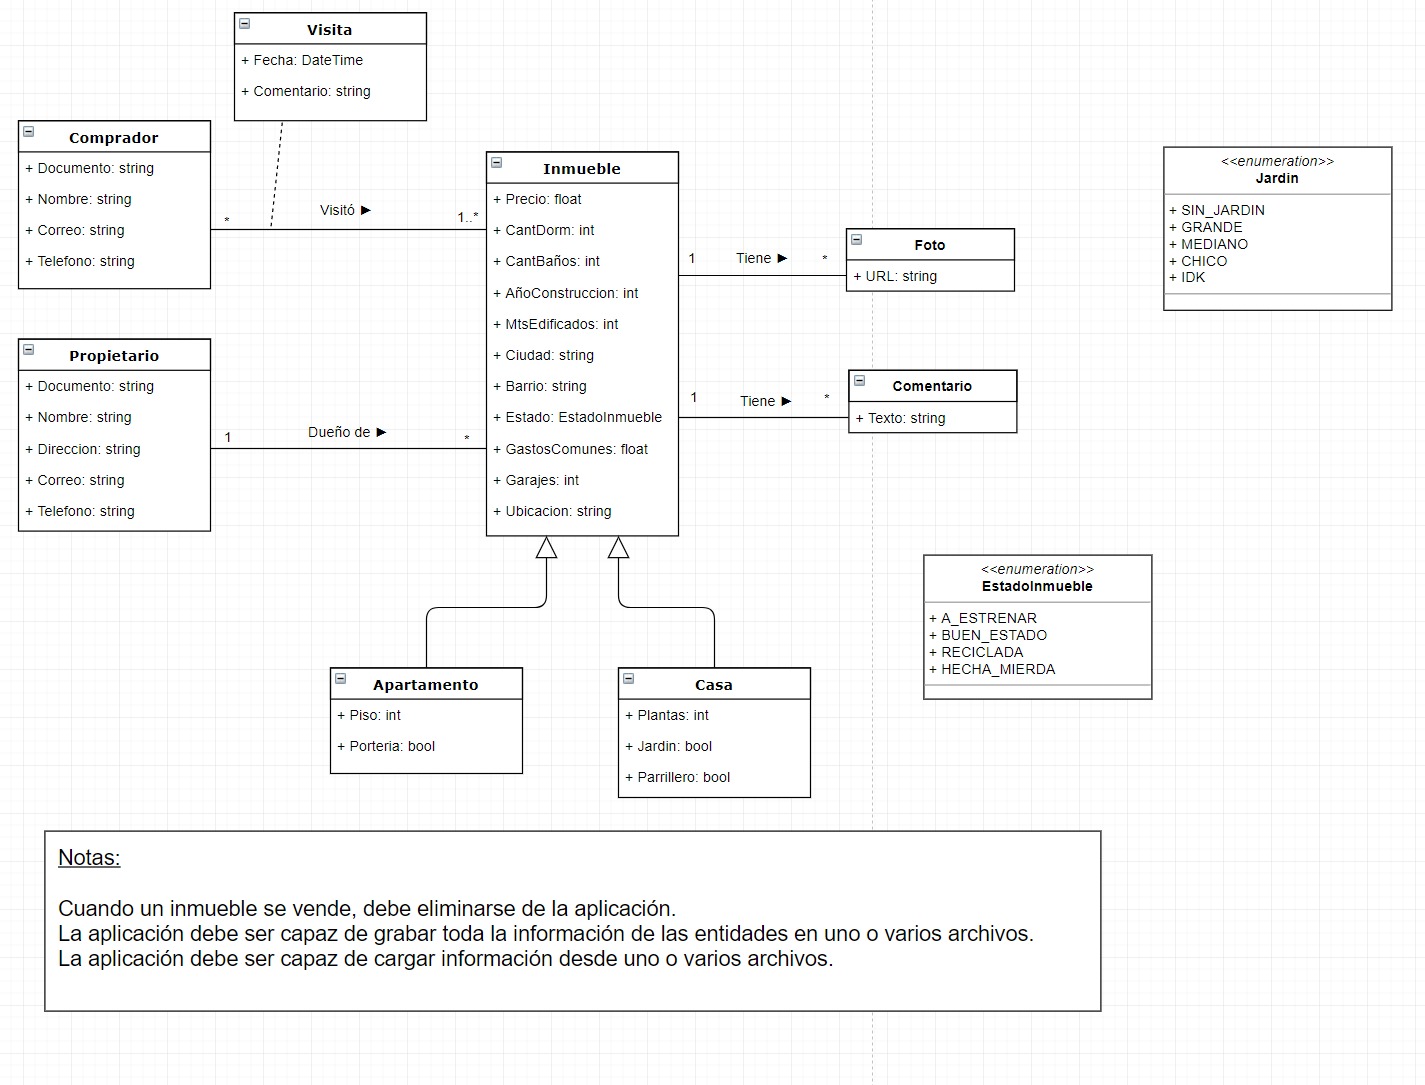 Visita
+ Fecha: DateTime
+ Comentario: string
Comprador
+ Documento: string
+ Nombre: string
+ Correo: string
+ Telefono: string
*
Visitó ►
1..*
Propietario
+ Documento: string
+ Nombre: string
+ Direccion: string
+ Correo: string
+ Telefono: string
1
Dueño de ►
*
Inmueble
+ Precio: float
+ CantDorm: int
+ CantBaños: int
+ AñoConstruccion: int
+ MtsEdificados: int
+ Ciudad: string
+ Barrio: string
+ Estado: EstadoInmueble
+ GastosComunes: float
+ Garajes: int
+ Ubicacion: string
1
Tiene ►
*
Foto
+ URL: string
1
Tiene ►
*
Comentario
+ Texto: string
<<enumeration>>
Jardin
+ SIN_JARDIN
+ GRANDE
+ MEDIANO
+ CHICO
+ IDK
<<enumeration>>
EstadoInmueble
+ A_ESTRENAR
+ BUEN_ESTADO
+ RECICLADA
+ HECHA_MIERDA
Apartamento
+ Piso: int
+ Porteria: bool
Casa
+ Plantas: int
+ Jardin: bool
+ Parrillero: bool
Notas:
Cuando un inmueble se vende, debe eliminarse de la aplicación.
La aplicación debe ser capaz de grabar toda la información de las entidades en uno o varios archivos.
La aplicación debe ser capaz de cargar información desde uno o varios archivos.